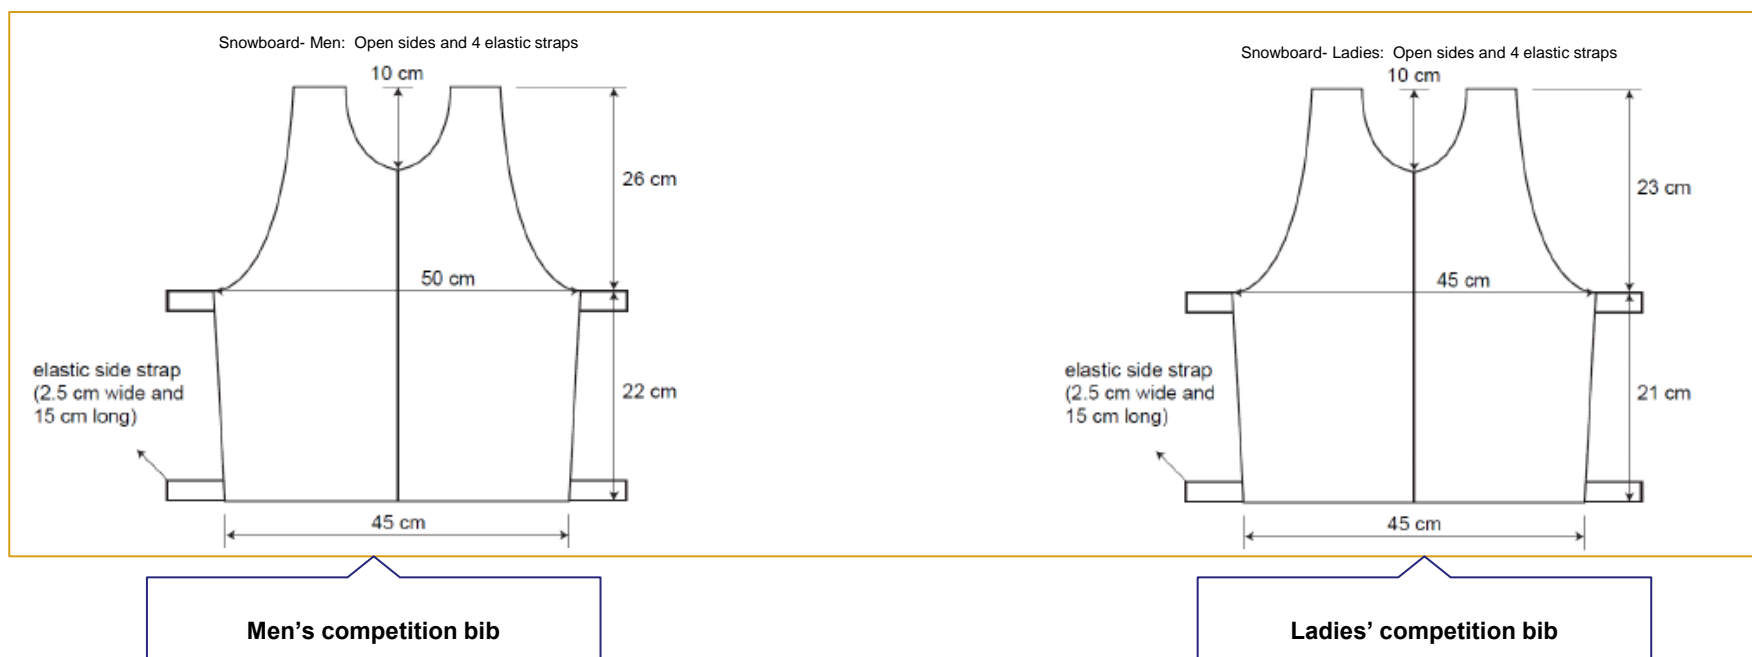 Snowboard- Men:  Open sides and 4 elastic straps
10 cm
26 cm
50 cm
elastic side strap
(2.5 cm wide and
15 cm long)
22 cm
45 cm
Men’s competition bib
Snowboard- Ladies:  Open sides and 4 elastic straps
10 cm
23 cm
45 cm
elastic side strap
(2.5 cm wide and
15 cm long)
21 cm
45 cm
Ladies’ competition bib